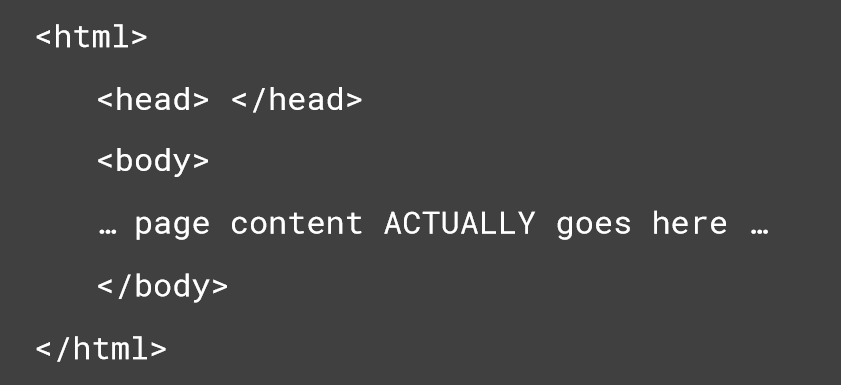 <html>
<head> </head>
<body>
… page content ACTUALLY goes here …
</body>
</html>